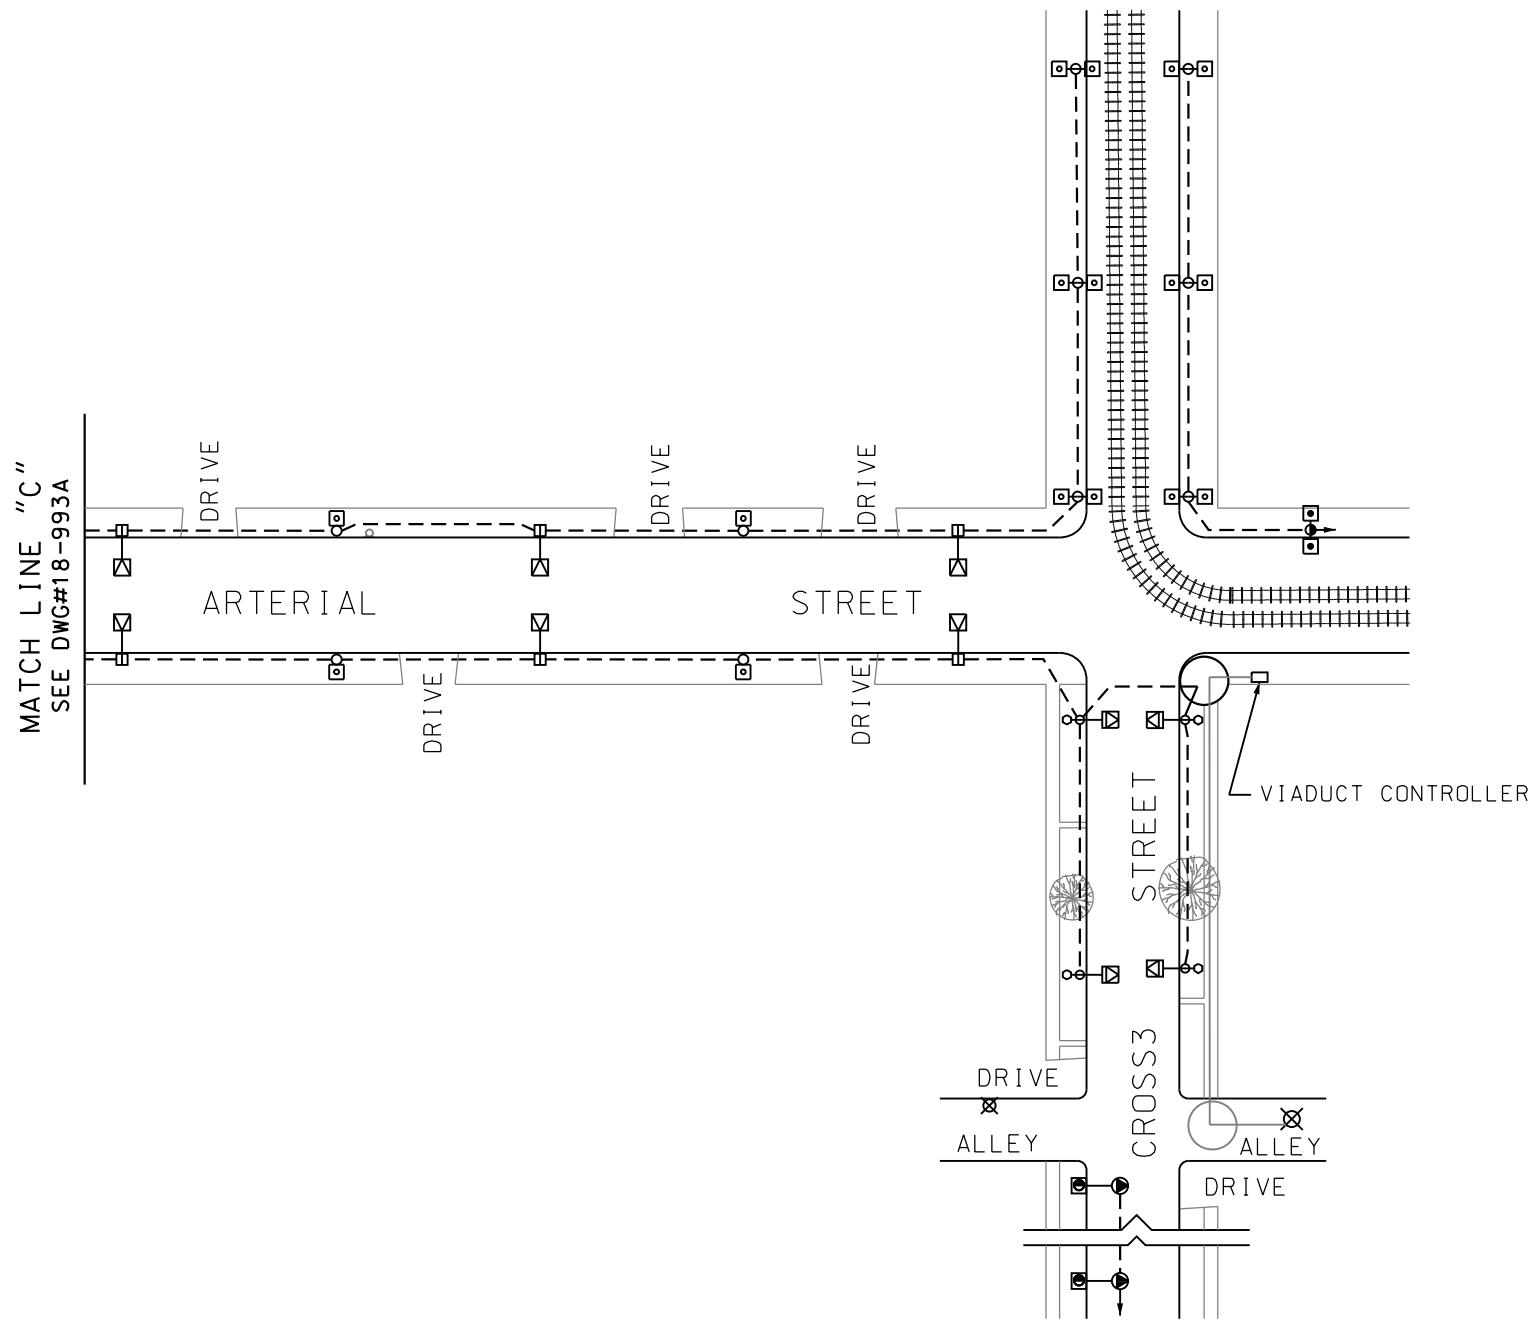 MATCH LINE "C"
SEE DWG#18-993A
DRIVE
DRIVE
DRIVE
ARTERIAL STREET
DRIVE
DRIVE
VIADUCT CONTROLLER
CROSS3 STREET
DRIVE
ALLEY
ALLEY
DRIVE